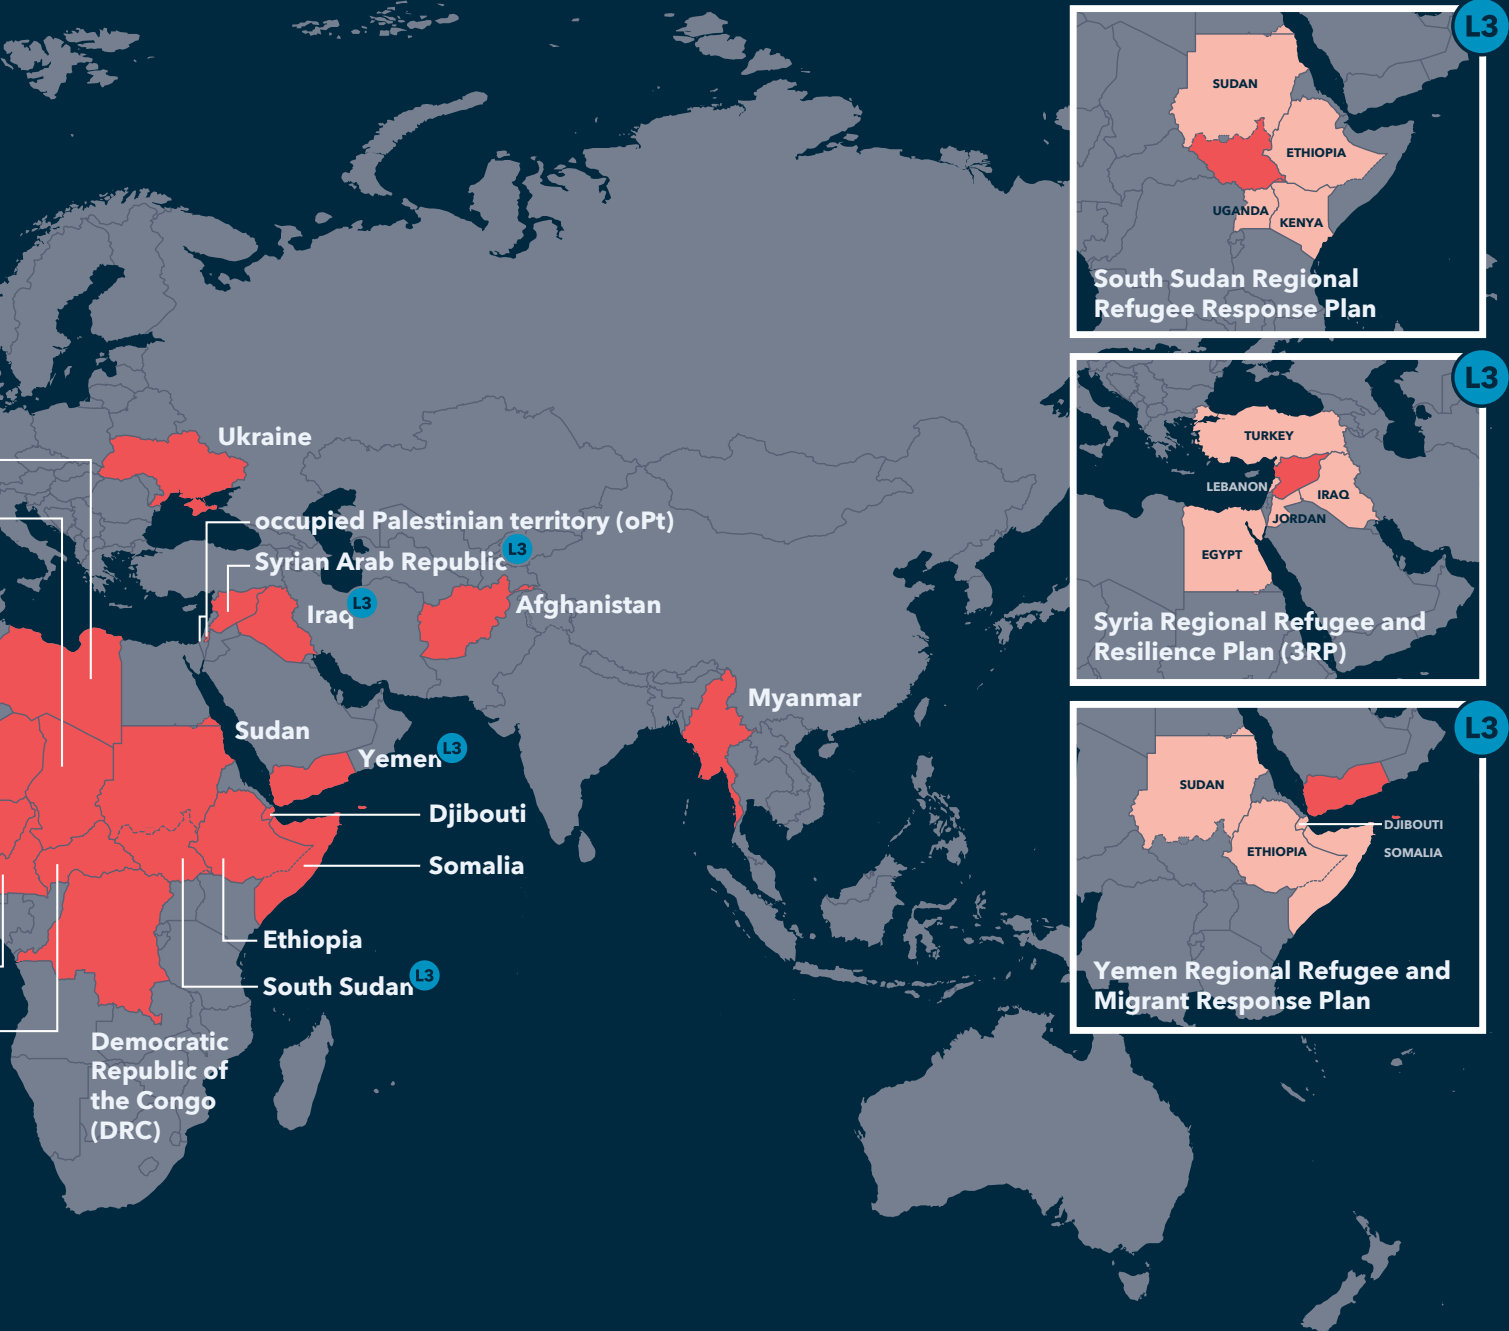 Ukraine
occupied Palestinian territory (oPt)
Syrian Arab Republic L3
Iraq L3
Afghanistan
Myanmar
Sudan
Yemen L3
Djibouti
Somalia
Ethiopia
South Sudan L3
Democratic
Republic of
the Congo
(DRC)
L3
SUDAN
ETHIOPIA
UGANDA
KENYA
South Sudan Regional
Refugee Response Plan
L3
TURKEY
LEBANON
IRAQ
JORDAN
EGYPT
Syria Regional Refugee and
Resilience Plan (3RP)
L3
SUDAN
DJIBOUTI
ETHIOPIA
SOMALIA
Yemen Regional Refugee and
Migrant Response Plan